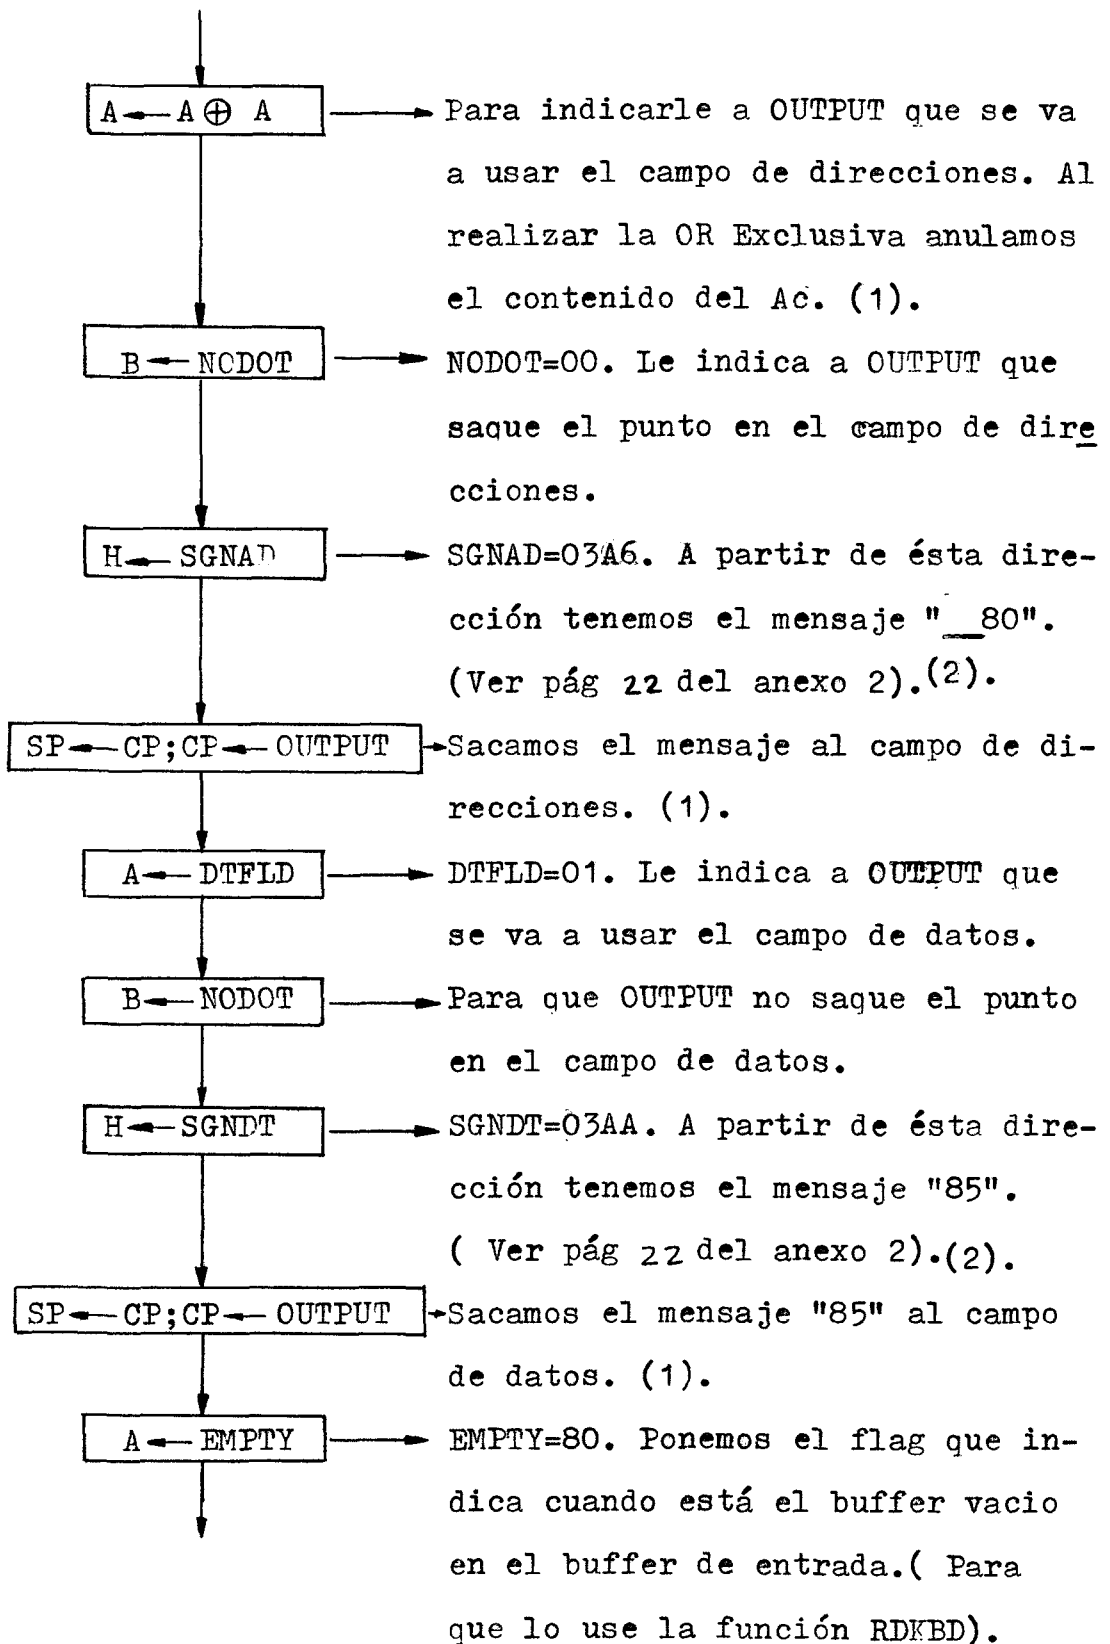 A ← A ⊕ A → Para indicarle a OUTPUT que se va
a usar el campo de direcciones. Al
realizar la OR Exclusiva anulamos
el contenido del Ac. (1).
B ← NODOT → NODOT=00. Le indica a OUTPUT que
saque el punto en el campo de dire
cciones.
H ← SGNAD → SGNAD=03A6. A partir de ésta dire-
cción tenemos el mensaje "__80".
(Ver pág 22 del anexo 2).(2).
SP ← CP;CP ← OUTPUT → Sacamos el mensaje al campo de di-
recciones. (1).
A ← DTFLD → DTFLD=01. Le indica a OUTPUT que
se va a usar el campo de datos.
B ← NODOT → Para que OUTPUT no saque el punto
en el campo de datos.
H ← SGNDT → SGNDT=03AA. A partir de ésta dire-
cción tenemos el mensaje "85".
( Ver pág 22 del anexo 2).(2).
SP ← CP;CP ← OUTPUT → Sacamos el mensaje "85" al campo
de datos. (1).
A ← EMPTY → EMPTY=80. Ponemos el flag que in-
dica cuando está el buffer vacio
en el buffer de entrada.( Para
que lo use la función RDKBD).